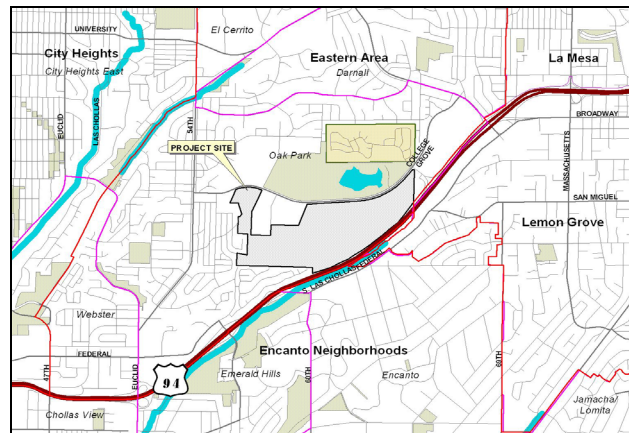 UNIVERSITY
El Cerrito
City Heights
Eastern Area
La Mesa
City Heights East
Darnall
EUCLID
LAS CHOLLAS
54TH
BROADWAY
MASSACHUSETTS
PROJECT SITE
Oak Park
COLLEGE
GROVE
SAN MIGUEL
Lemon Grove
S. LAS CHOLLAS
FEDERAL
Webster
FEDERAL
Encanto Neighborhoods
47TH
EUCLID
94
Emerald Hills
60TH
Encanto
69TH
Chollas View
Jamacha/
Lomita